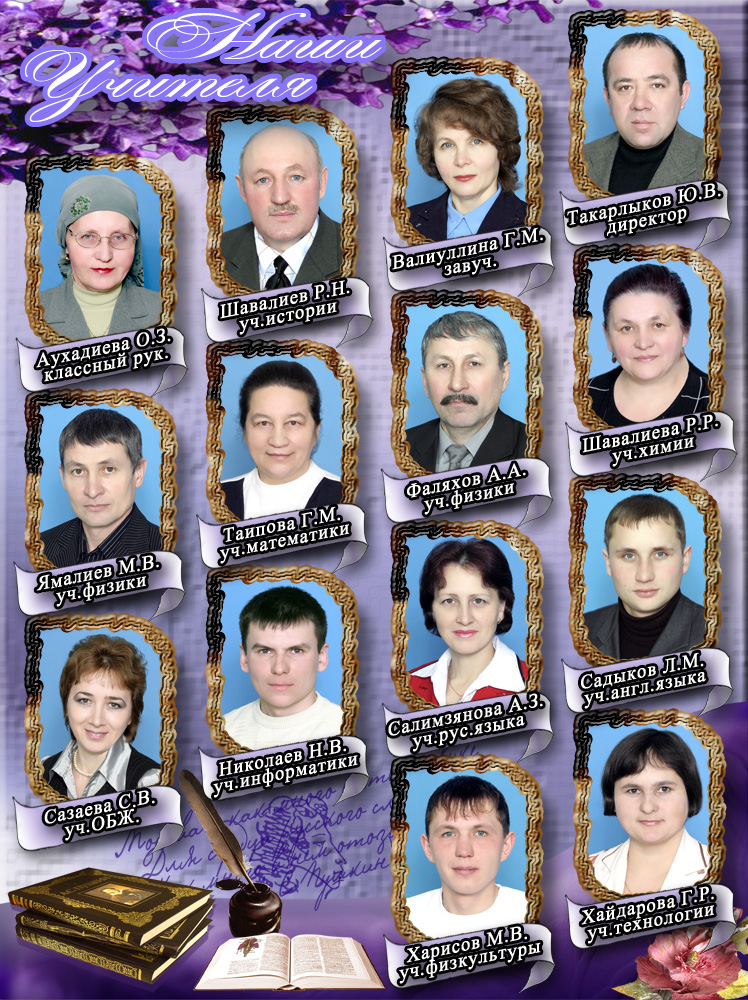 Наши
Учителя
Такарлыков Ю.В.
директор
Валиуллина Г.М.
завуч.
Шавалиев Р.Н.
уч.истории
Аухадиева О.З.
классный рук.
Шавалиева Р.Р.
уч.химии
Фаляхов А.А.
уч.физики
Таипова Г.М.
уч.математики
Ямалиев М.В.
уч.физики
Садыков Л.М.
уч.англ.языка
Салимзянова А.З.
уч.рус.языка
Николаев Н.В.
уч.информатики
Сазаева С.В.
уч.ОБЖ.
Хайдарова Г.Р.
уч.технологии
Харисов М.В.
уч.физкультуры